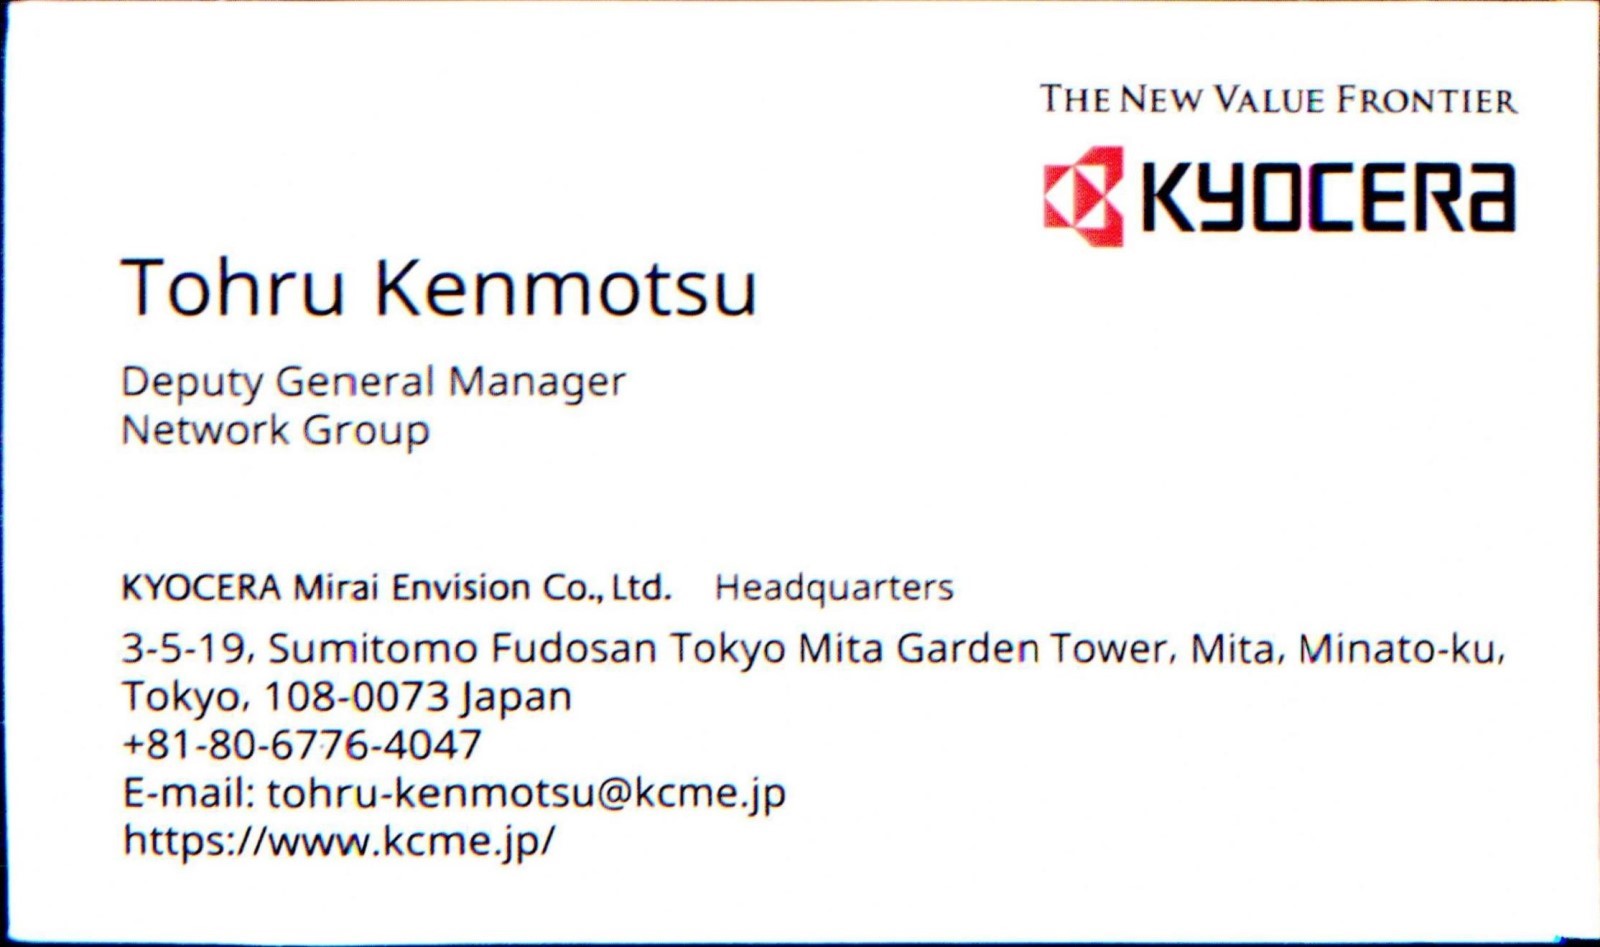 THE NEW VALUE FRONTIER
KYOCERA
Tohru Kenmotsu
Deputy General Manager
Network Group
KYOCERA Mirai Envision Co., Ltd. Headquarters
3-5-19, Sumitomo Fudosan Tokyo Mita Garden Tower, Mita, Minato-ku,
Tokyo, 108-0073 Japan
+81-80-6776-4047
E-mail: tohru-kenmotsu@kcme.jp
https://www.kcme.jp/